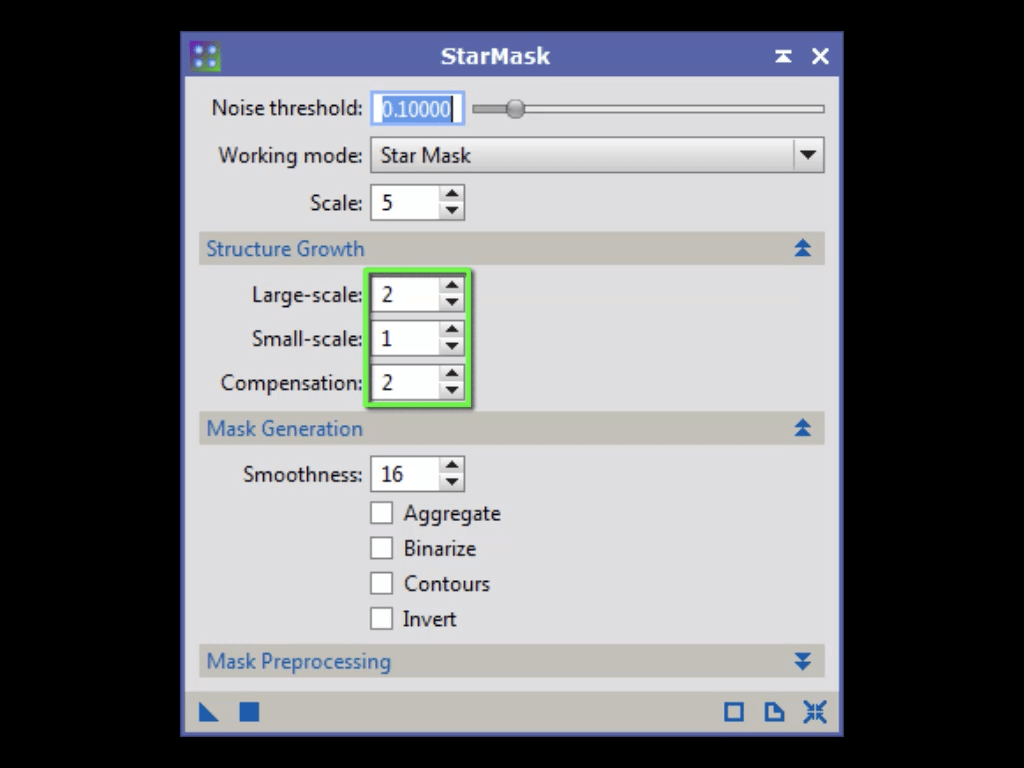 StarMask
Noise threshold: 0.10000
Working mode: Star Mask
Scale: 5
Structure Growth
Large-scale: 2
Small-scale: 1
Compensation: 2
Mask Generation
Smoothness: 16
Aggregate
Binarize
Contours
Invert
Mask Preprocessing